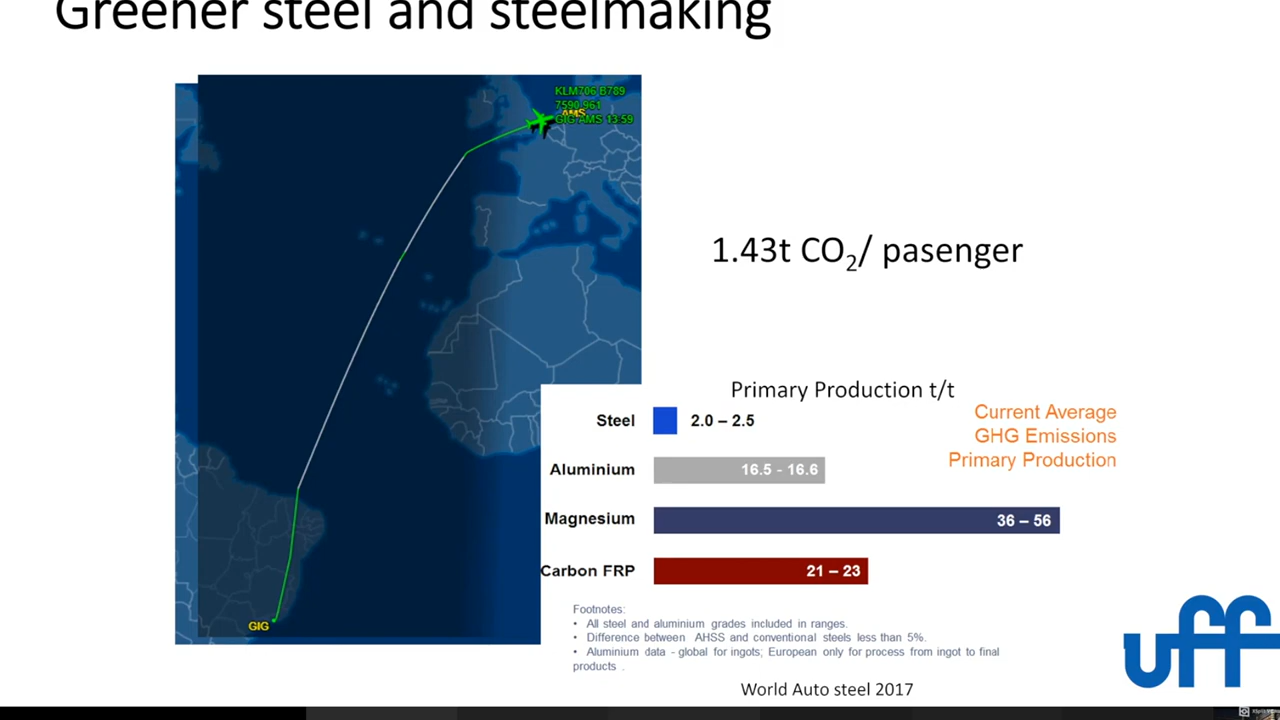 Greener steel and steelmaking
KLM706 B789
7590 961
AMS
GIG AMS 13:59
1.43t CO2/ pasenger
Primary Production t/t
Current Average
GHG Emissions
Primary Production
Steel 2.0 – 2.5
Aluminium 16.5 - 16.6
Magnesium 36 – 56
Carbon FRP 21 – 23
GIG
Footnotes:
• All steel and aluminium grades included in ranges.
• Difference between AHSS and conventional steels less than 5%.
• Aluminium data - global for ingots; European only for process from ingot to final
products .
World Auto steel 2017
uff